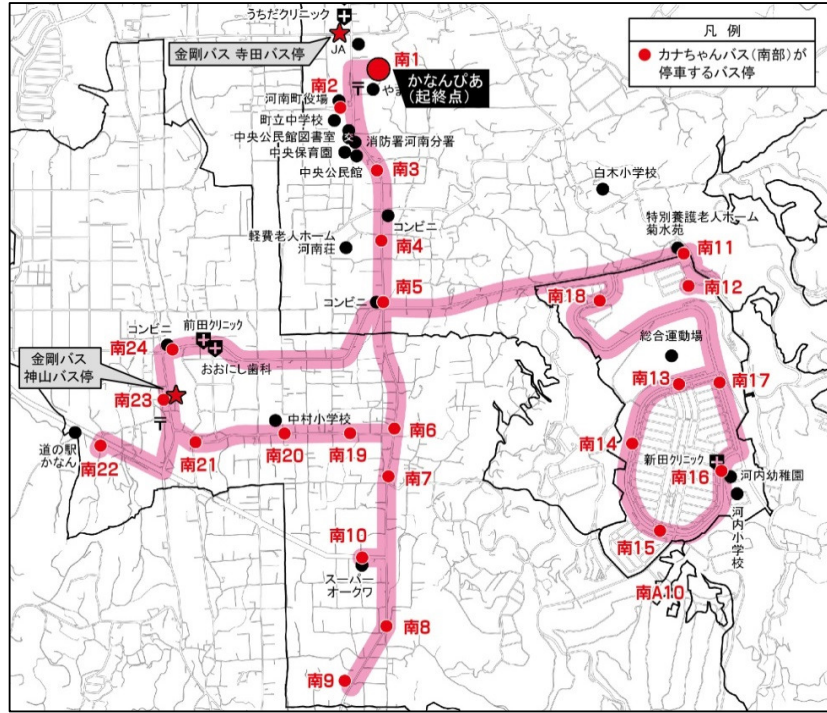 うちだクリニック
JA
金剛バス 寺田バス停
南1
かなんぴあ
(起終点)
凡 例
カナちゃんバス(南部)が
停車するバス停
南2
〒
や
河南町役場
町立中学校
中央公民館図書室
交
消防署河南分署
中央保育園
中央公民館
南3
白木小学校
コンビニ
軽費老人ホーム
河南荘
南4
特別養護老人ホーム
菊水苑
南11
南5
コンビニ
南18
南12
コンビニ
前田クリニック
南24
おおにし歯科
総合運動場
金剛バス
神山バス停
南13
南17
南23
〒
中村小学校
南6
南14
道の駅
かなん
南22
南21
南20
南19
新田クリニック
南16
河内幼稚園
南7
河内小学校
南10
スーパー
オークワ
南15
南A10
南8
南9